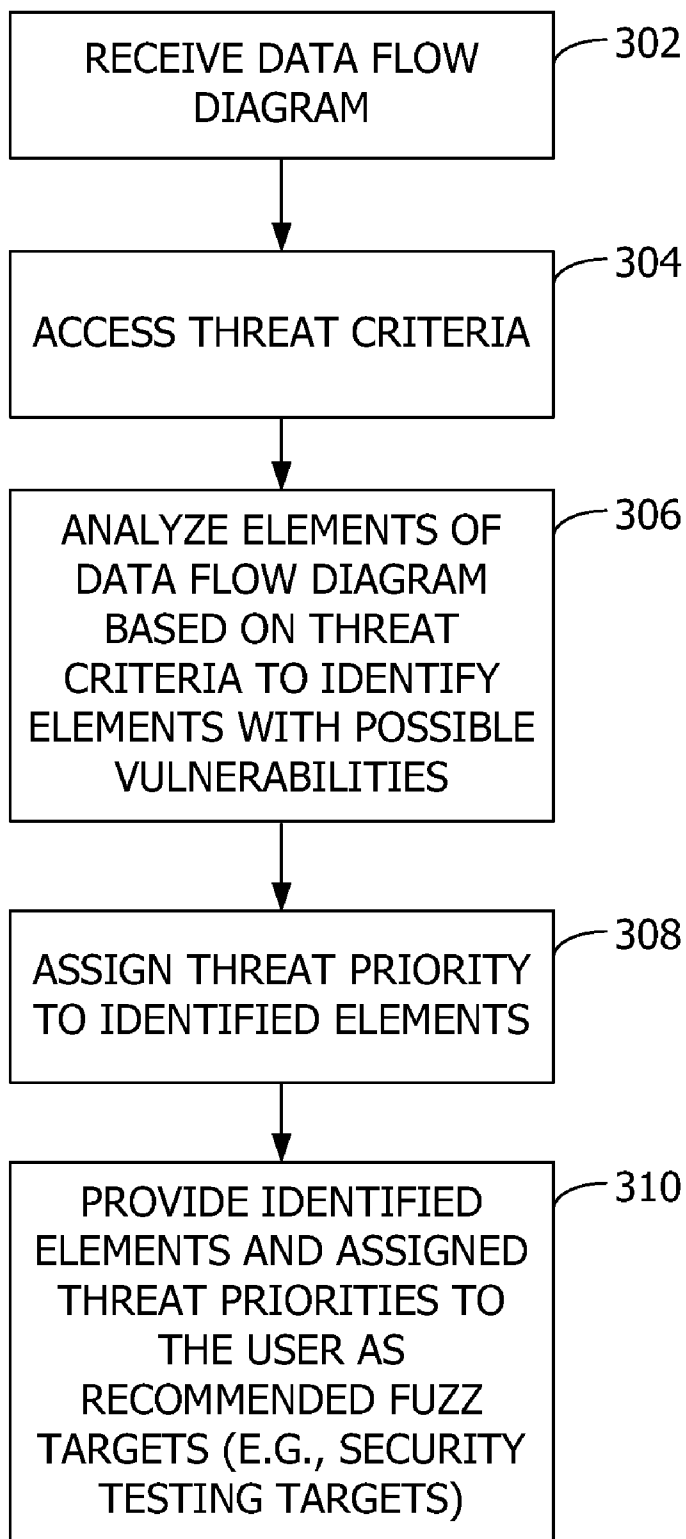 RECEIVE DATA FLOW
DIAGRAM
302
ACCESS THREAT CRITERIA
304
ANALYZE ELEMENTS OF
DATA FLOW DIAGRAM
BASED ON THREAT
CRITERIA TO IDENTIFY
ELEMENTS WITH POSSIBLE
VULNERABILITIES
306
ASSIGN THREAT PRIORITY
TO IDENTIFIED ELEMENTS
308
PROVIDE IDENTIFIED
ELEMENTS AND ASSIGNED
THREAT PRIORITIES TO
THE USER AS
RECOMMENDED FUZZ
TARGETS (E.G., SECURITY
TESTING TARGETS)
310